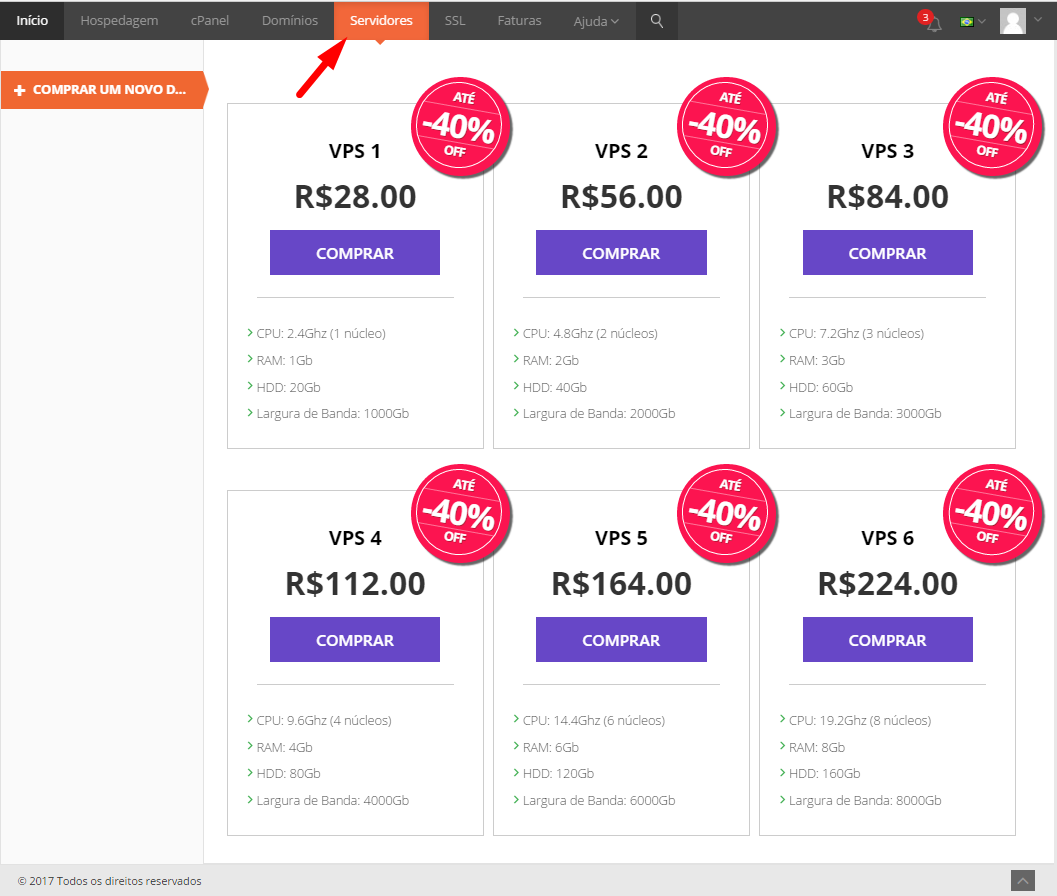 Início Hospedagem cPanel Domínios Servidores SSL Faturas Ajuda 3
COMPRAR UM NOVO D...
ATÉ
-40%
OFF
VPS 1
R$28.00
COMPRAR
CPU: 2.4Ghz (1 núcleo)
RAM: 1Gb
HDD: 20Gb
Largura de Banda: 1000Gb
ATÉ
-40%
OFF
VPS 2
R$56.00
COMPRAR
CPU: 4.8Ghz (2 núcleos)
RAM: 2Gb
HDD: 40Gb
Largura de Banda: 2000Gb
ATÉ
-40%
OFF
VPS 3
R$84.00
COMPRAR
CPU: 7.2Ghz (3 núcleos)
RAM: 3Gb
HDD: 60Gb
Largura de Banda: 3000Gb
ATÉ
-40%
OFF
VPS 4
R$112.00
COMPRAR
CPU: 9.6Ghz (4 núcleos)
RAM: 4Gb
HDD: 80Gb
Largura de Banda: 4000Gb
ATÉ
-40%
OFF
VPS 5
R$164.00
COMPRAR
CPU: 14.4Ghz (6 núcleos)
RAM: 6Gb
HDD: 120Gb
Largura de Banda: 6000Gb
ATÉ
-40%
OFF
VPS 6
R$224.00
COMPRAR
CPU: 19.2Ghz (8 núcleos)
RAM: 8Gb
HDD: 160Gb
Largura de Banda: 8000Gb
© 2017 Todos os direitos reservados